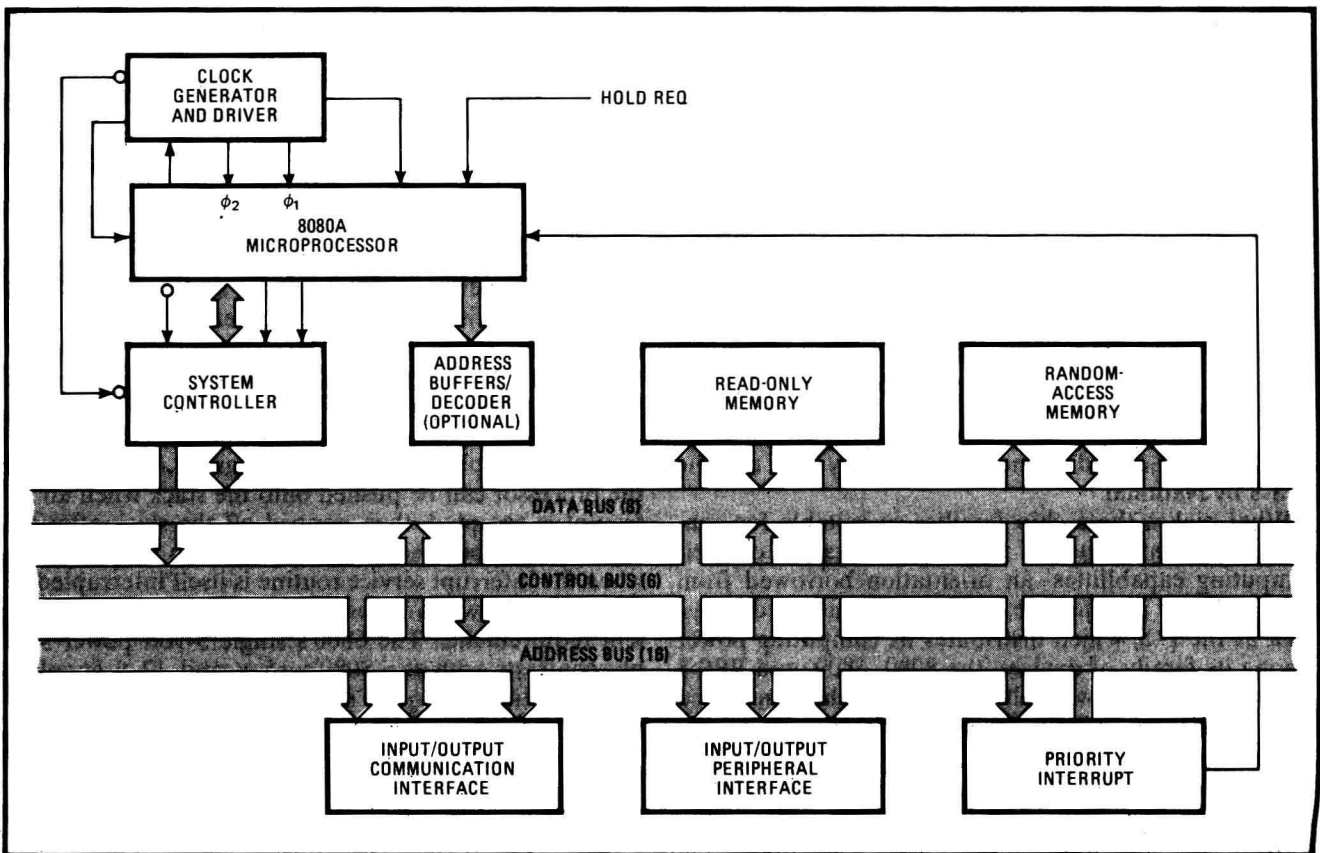 CLOCK
GENERATOR
AND DRIVER
HOLD REQ
ϕ2 ϕ1
8080A
MICROPROCESSOR
SYSTEM
CONTROLLER
ADDRESS
BUFFERS/
DECODER
(OPTIONAL)
READ-ONLY
MEMORY
RANDOM-
ACCESS
MEMORY
DATA BUS (8)
CONTROL BUS (6)
ADDRESS BUS (16)
INPUT/OUTPUT
COMMUNICATION
INTERFACE
INPUT/OUTPUT
PERIPHERAL
INTERFACE
PRIORITY
INTERRUPT